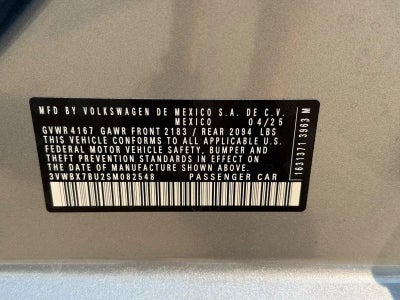 MFD BY VOLKSWAGEN DE MEXICO S.A. DE C.V.
MEXICO 04/25
GVWR 4167 GAWR FRONT 2183 / REAR 2094 LBS
THIS VEHICLE CONFORMS TO ALL APPLICABLE U.S.
FEDERAL MOTOR VEHICLE SAFETY, BUMPER AND
THEFT PREVENTION STANDARDS IN EFFECT ON
THE DATE OF MANUFACTURE SHOWN ABOVE.
3VWBX7BU2SM082548 PASSENGER CAR
1631371 3963 M